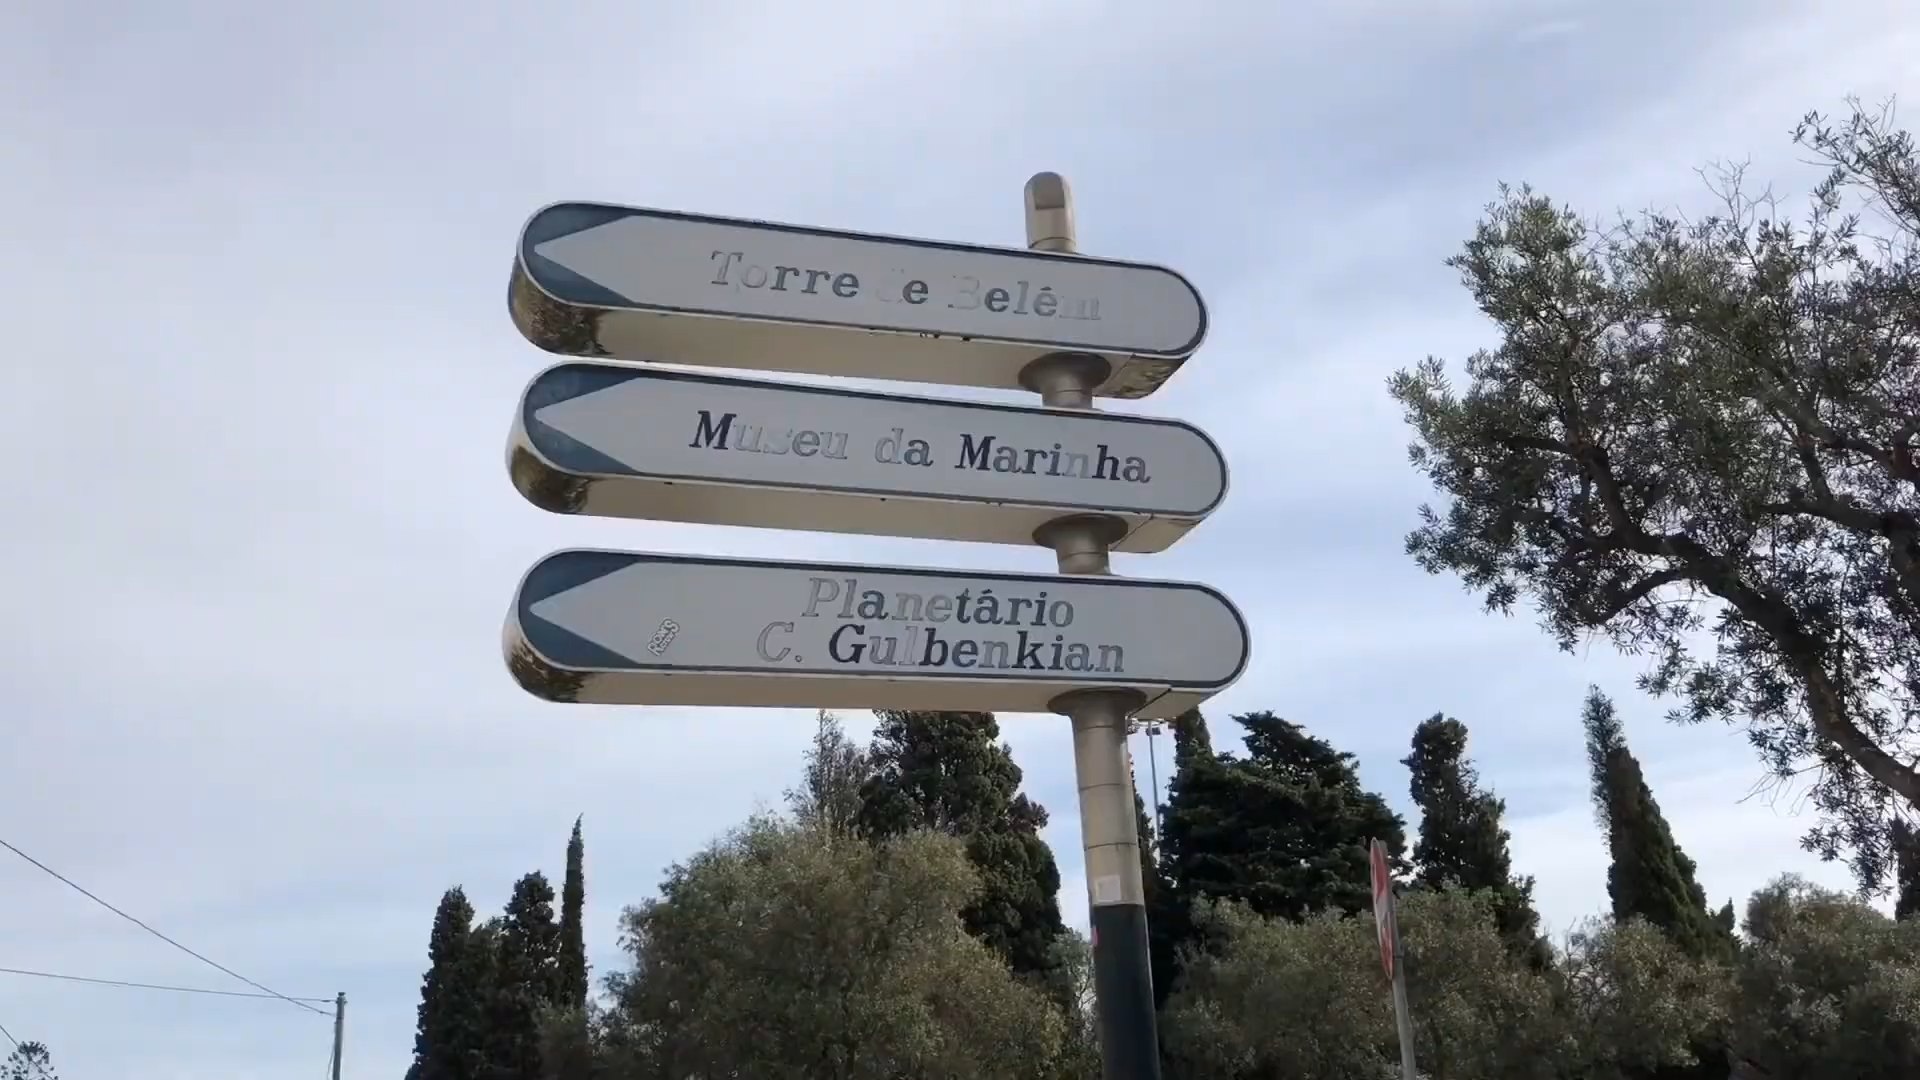 Torre de Belém
Museu da Marinha
Planetário
C. Gulbenkian